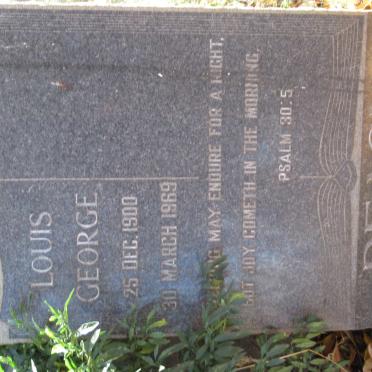 LOUIS
GEORGE
25 DEC. 1900
30 MARCH 1969
MAY ENDURE FOR A NIGHT,
BUT JOY COMETH IN THE MORNING.
PSALM 30:5
DE